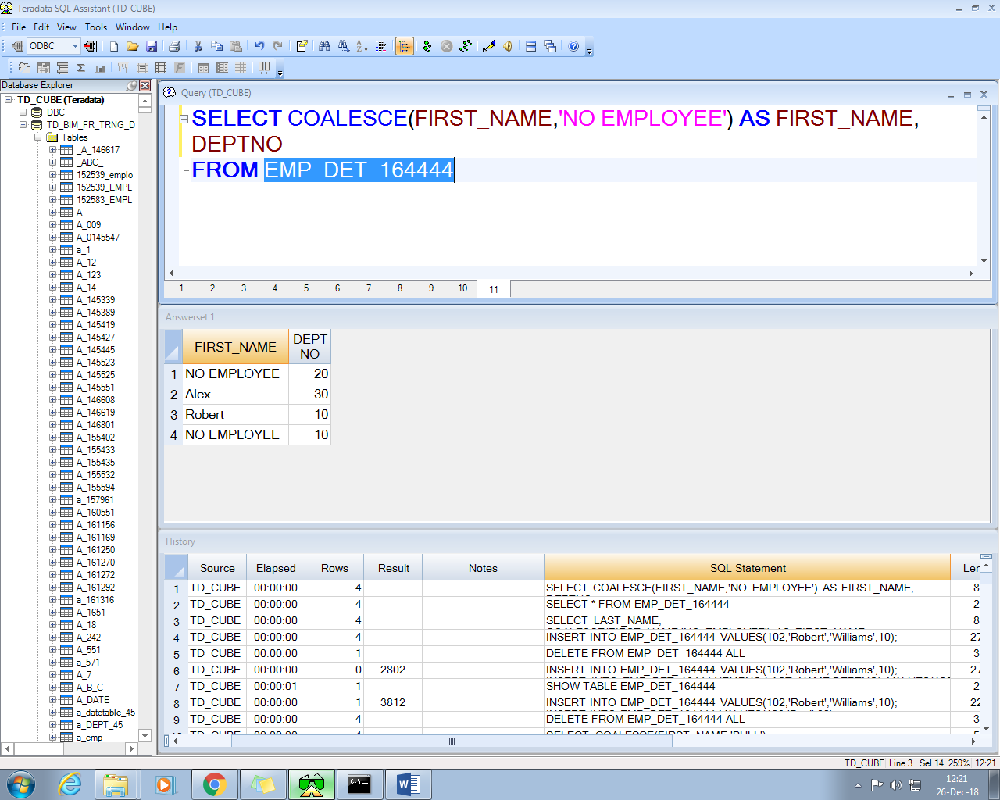 Teradata SQL Assistant (TD_CUBE)
File Edit View Tools Window Help
ODBC
Database Explorer
TD_CUBE (Teradata)
DBC
TD_BIM_FR_TRNG_D
Tables
_A_146617
_ABC_
152539_emplo
152539_EMPL
152583_EMPL
A
A_009
A_0145547
a_1
A_12
A_123
A_14
A_145339
A_145389
A_145419
A_145427
A_145445
A_145523
A_145525
A_145551
A_146608
A_146619
A_146801
A_155402
A_155433
A_155435
A_155532
A_155594
a_157961
A_160551
A_161156
A_161169
A_161250
A_161270
A_161272
A_161292
a_161316
A_1651
A_18
A_242
A_551
a_571
A_7
A_B_C
A_DATE
a_datetable_45
a_DEPT_45
a_emp
Query (TD_CUBE)
SELECT COALESCE(FIRST_NAME,'NO EMPLOYEE') AS FIRST_NAME,
DEPTNO
FROM EMP_DET_164444
1 2 3 4 5 6 7 8 9 10 11
Answerset 1
FIRST_NAME DEPT NO
1 NO EMPLOYEE 20
2 Alex 30
3 Robert 10
4 NO EMPLOYEE 10
History
Source Elapsed Rows Result Notes SQL Statement Ler
1 TD_CUBE 00:00:00 4 SELECT COALESCE(FIRST_NAME,'NO EMPLOYEE') AS FIRST_NAME, 8
2 TD_CUBE 00:00:00 4 SELECT * FROM EMP_DET_164444 2
3 TD_CUBE 00:00:00 4 SELECT LAST_NAME, 8
4 TD_CUBE 00:00:00 4 INSERT INTO EMP_DET_164444 VALUES(102,'Robert','Williams',10); 27
5 TD_CUBE 00:00:00 1 DELETE FROM EMP_DET_164444 ALL 3
6 TD_CUBE 00:00:00 0 2802 INSERT INTO EMP_DET_164444 VALUES(102,'Robert','Williams',10); 27
7 TD_CUBE 00:00:01 1 SHOW TABLE EMP_DET_164444 2
8 TD_CUBE 00:00:00 1 3812 INSERT INTO EMP_DET_164444 VALUES(102,'Robert','Williams',10); 22
9 TD_CUBE 00:00:00 4 DELETE FROM EMP_DET_164444 ALL 3
TD_CUBE Line 3 Sel 14 259% 12:21
12:21
26-Dec-18